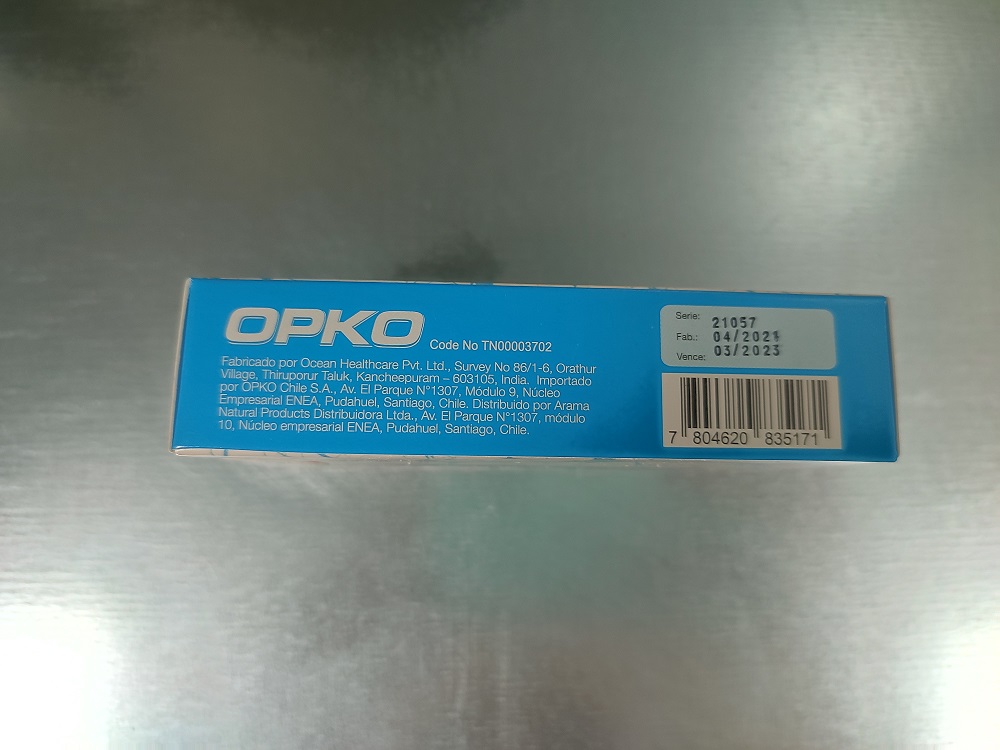 OPKO Code No TN00003702
Fabricado por Ocean Healthcare Pvt. Ltd., Survey No 86/1-6, Orathur
Village, Thiruporur Taluk, Kancheepuram – 603105, India. Importado
por OPKO Chile S.A., Av. El Parque N°1307, Módulo 9, Núcleo
Empresarial ENEA, Pudahuel, Santiago, Chile. Distribuido por Arama
Natural Products Distribuidora Ltda., Av. El Parque N°1307, módulo
10, Núcleo empresarial ENEA, Pudahuel, Santiago, Chile.
Serie: 21057
Fab.: 04/2021
Vence: 03/2023
7 804620 835171